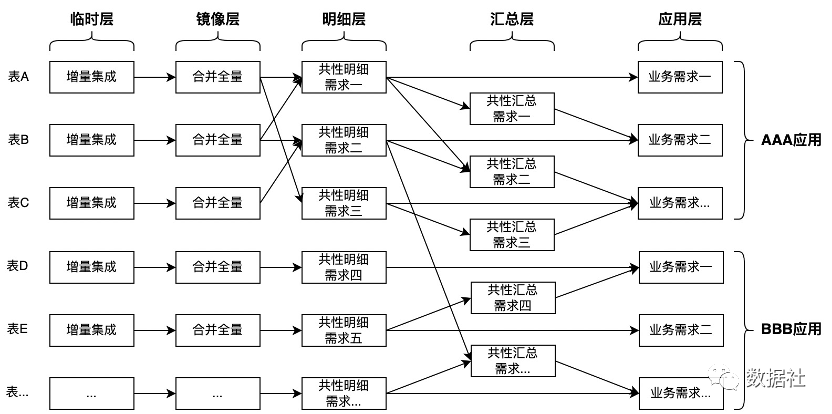 临时层 镜像层 明细层 汇总层 应用层
表A 增量集成 合并全量 共性明细 业务需求一
需求一
共性汇总
需求一
表B 增量集成 合并全量 共性明细 业务需求二 AAA应用
需求二
共性汇总
需求二
表C 增量集成 合并全量 共性明细 业务需求...
需求三
共性汇总
需求三
表D 增量集成 合并全量 共性明细 业务需求一
需求四
共性汇总
需求四
表E 增量集成 合并全量 共性明细 业务需求二 BBB应用
需求五
共性汇总
需求...
表... ... ... 共性明细 业务需求...
需求...
数据社